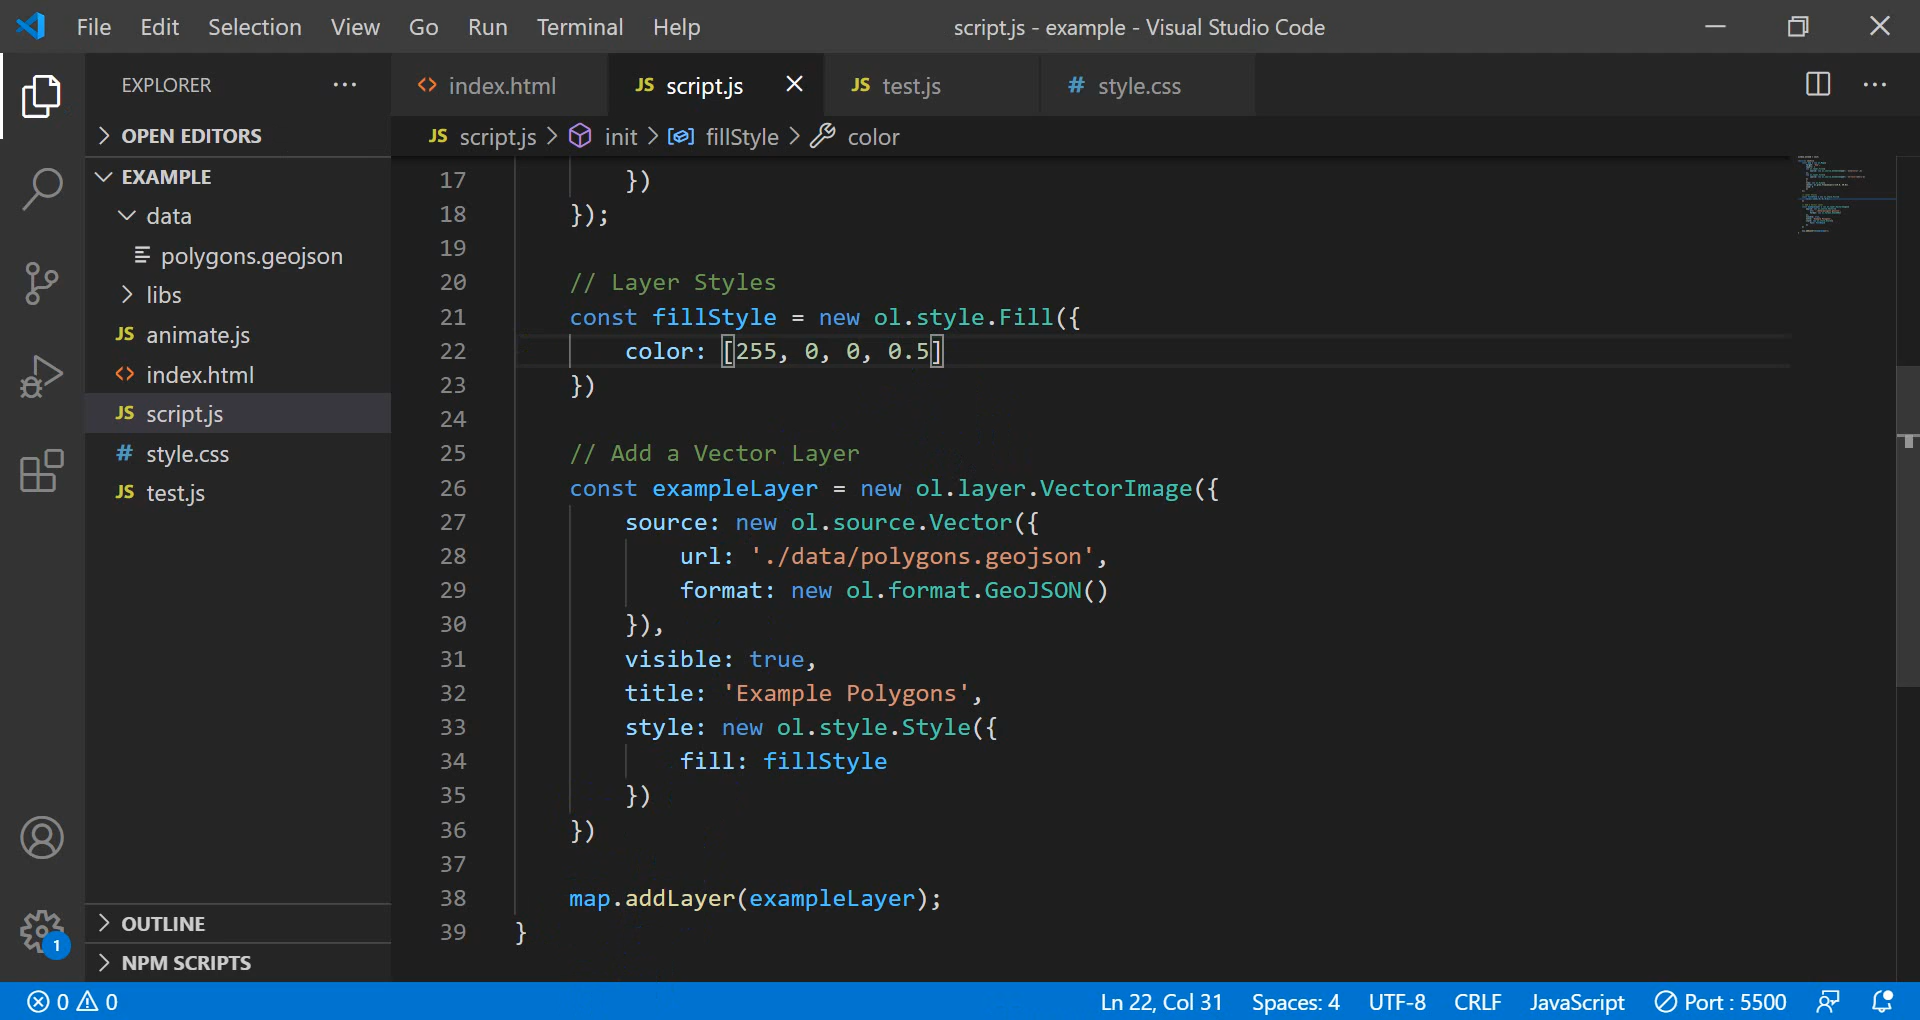 File Edit Selection View Go Run Terminal Help script.js - example - Visual Studio Code
EXPLORER ···
OPEN EDITORS
EXAMPLE
data
polygons.geojson
libs
JS animate.js
<> index.html
JS script.js
# style.css
JS test.js
OUTLINE
NPM SCRIPTS
1
<> index.html JS script.js JS test.js # style.css ···
JS script.js > init > fillStyle > color
17 })
18 });
19
20 // Layer Styles
21 const fillStyle = new ol.style.Fill({
22 color: [255, 0, 0, 0.5]
23 })
24
25 // Add a Vector Layer
26 const exampleLayer = new ol.layer.VectorImage({
27 source: new ol.source.Vector({
28 url: './data/polygons.geojson',
29 format: new ol.format.GeoJSON()
30 }),
31 visible: true,
32 title: 'Example Polygons',
33 style: new ol.style.Style({
34 fill: fillStyle
35 })
36 })
37
38 map.addLayer(exampleLayer);
39 }
0 0 Ln 22, Col 31 Spaces: 4 UTF-8 CRLF JavaScript Port : 5500